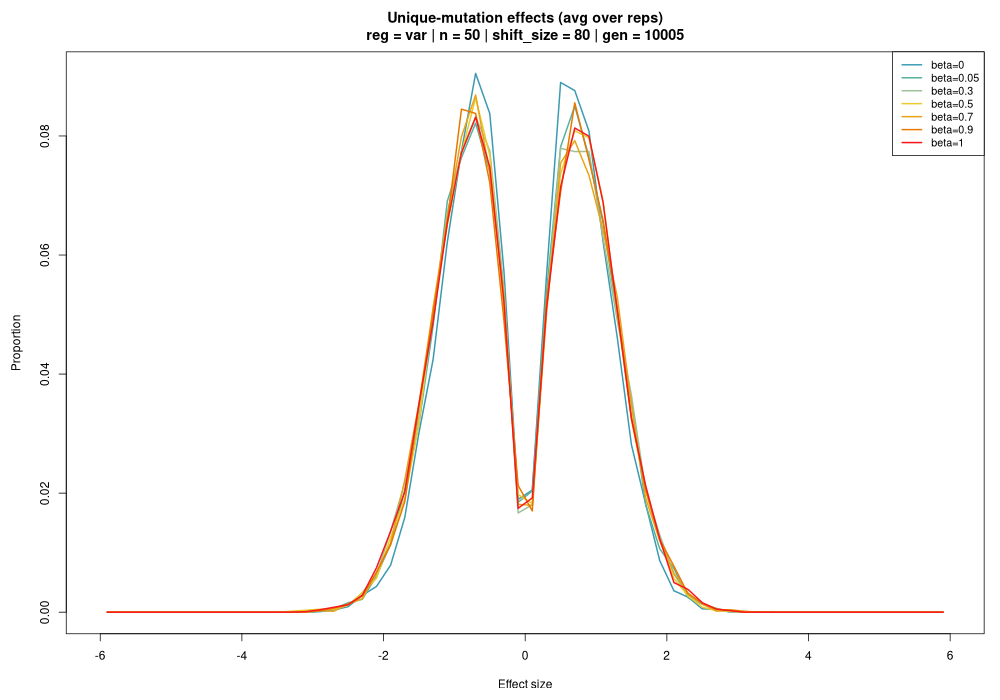 Unique-mutation effects (avg over reps)
reg = var | n = 50 | shift_size = 80 | gen = 10005
beta=0
beta=0.05
beta=0.3
beta=0.5
beta=0.7
beta=0.9
beta=1
Proportion
0.08
0.06
0.04
0.02
0.00
-6 -4 -2 0 2 4 6
Effect size